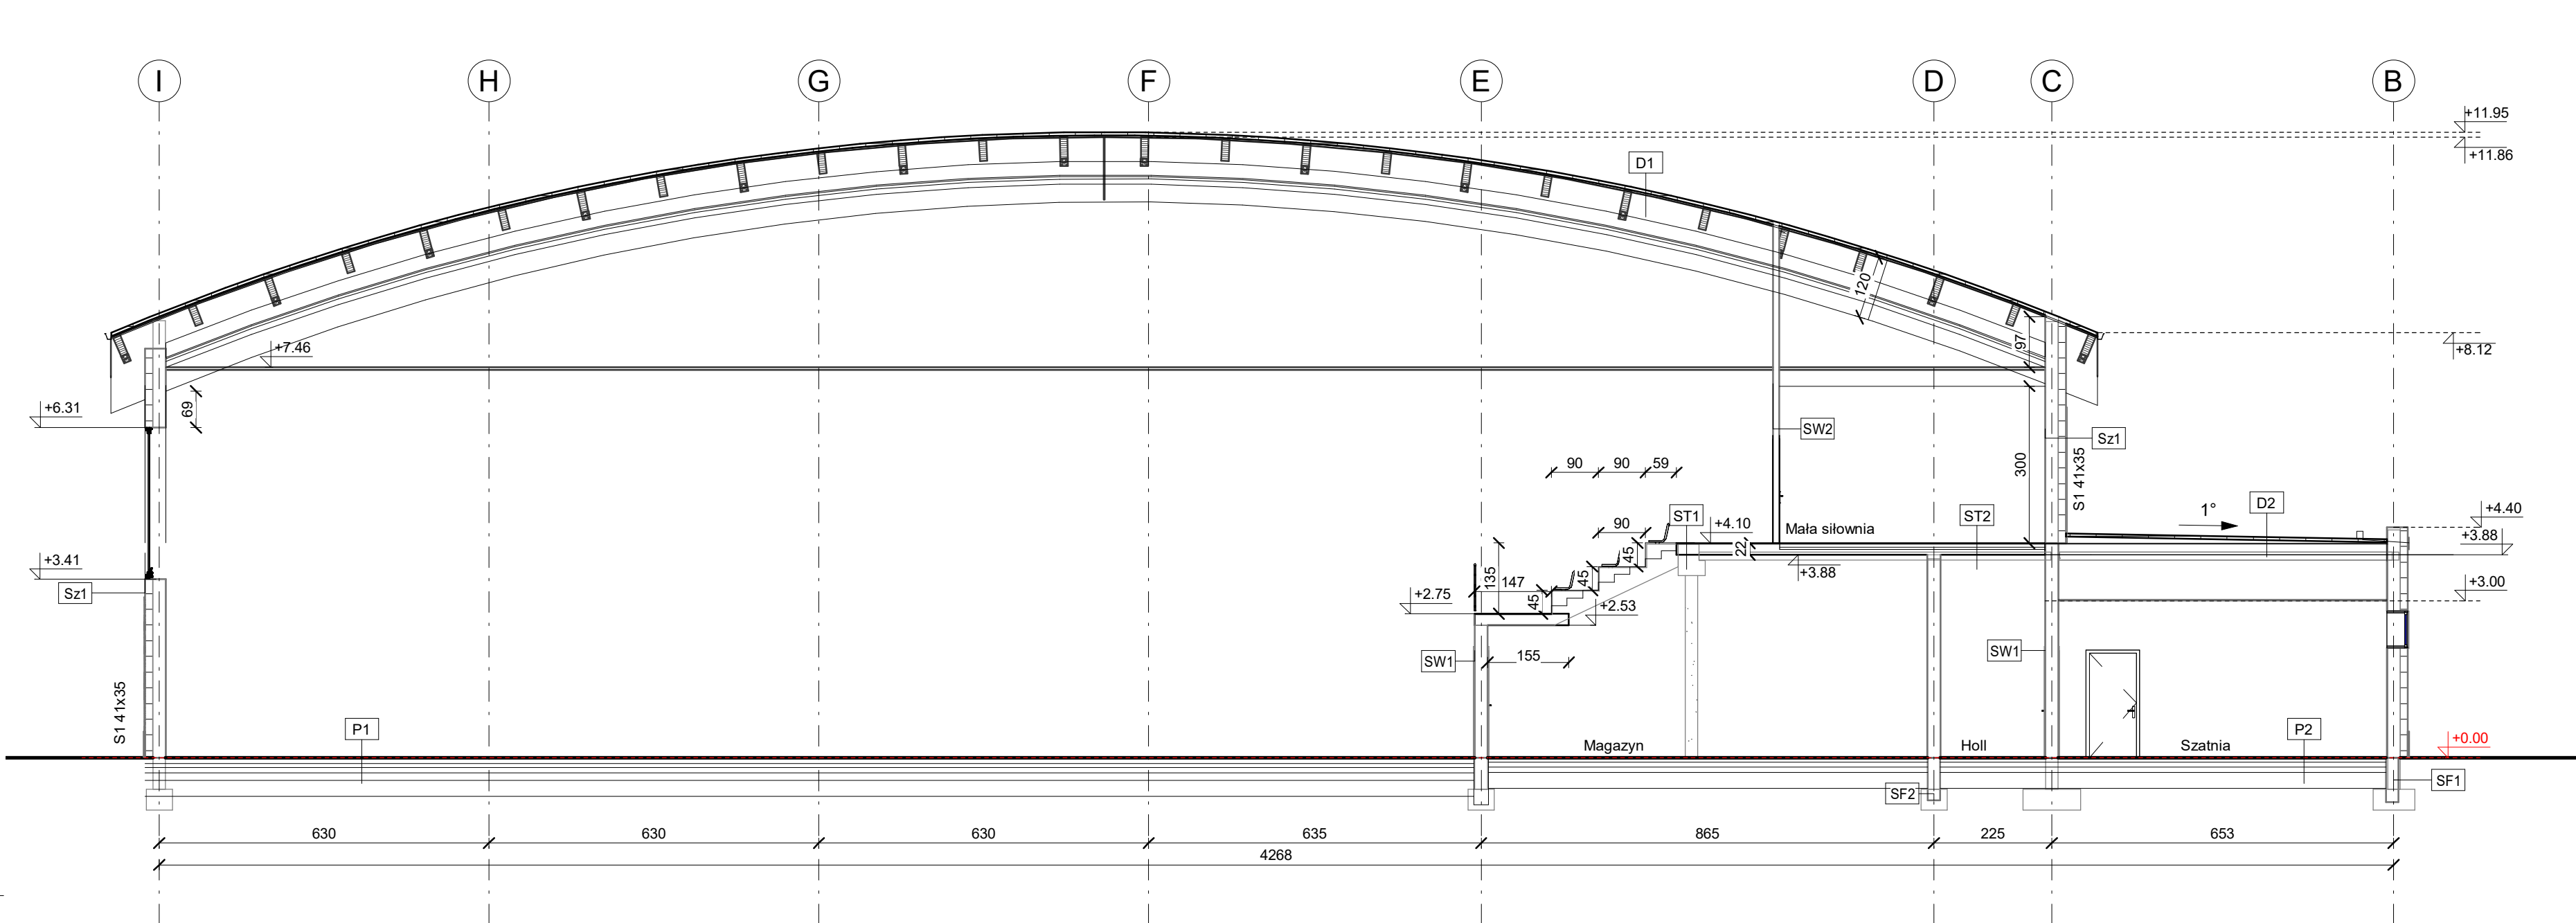 I H G F E D C B
+11.95
+11.86
D1
120
+7.46
97
+8.12
69
+6.31
SW2
Sz1
90 90 59
300
S1 41x35
D2
1°
90
ST1
+4.10
Mała siłownia
ST2
+4.40
+3.88
22
45
+3.41
+3.88
135
147
45
Sz1
+3.00
+2.75
45
+2.53
SW1
155
SW1
S1 41x35
P1
Magazyn
Holl
Szatnia
P2
+0.00
SF2
SF1
630 630 630 635 865 225 653
4268